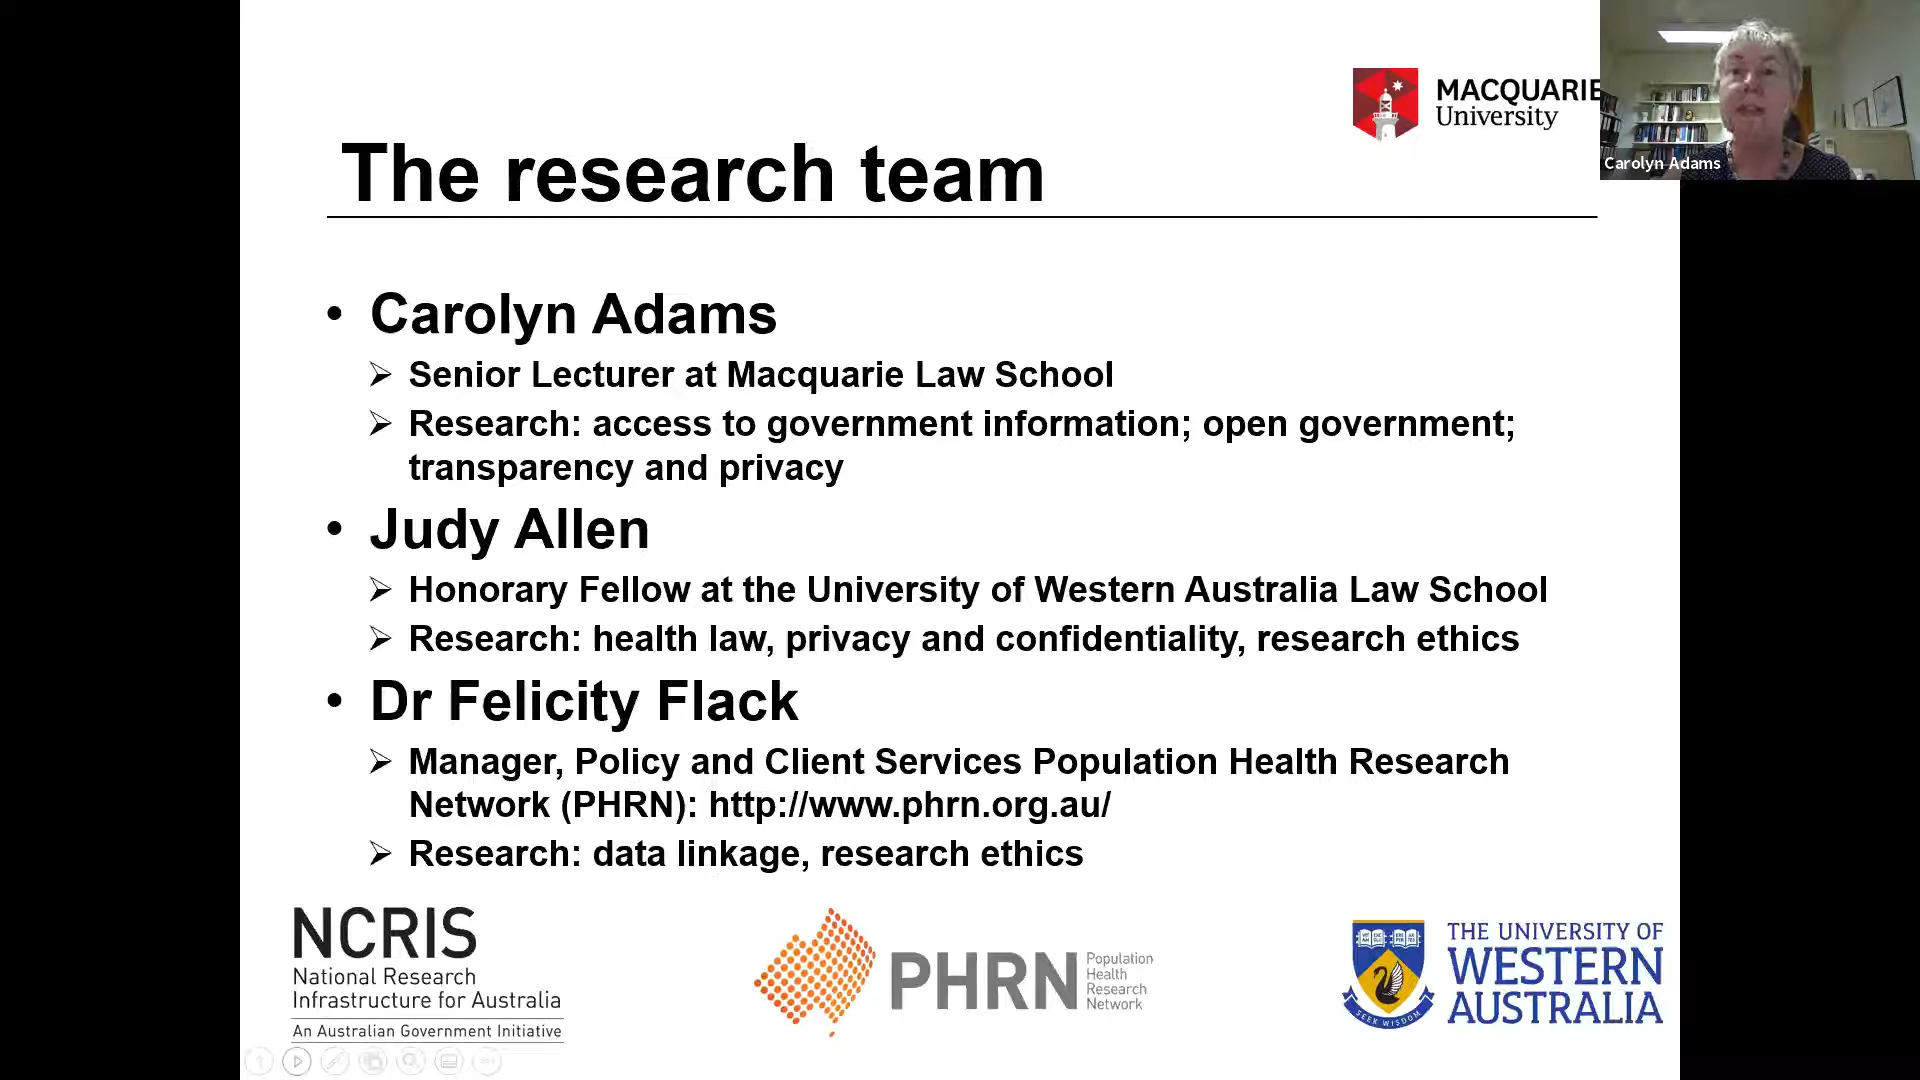 MACQUARIE
University
Carolyn Adams
The research team
• Carolyn Adams
➢ Senior Lecturer at Macquarie Law School
➢ Research: access to government information; open government;
transparency and privacy
• Judy Allen
➢ Honorary Fellow at the University of Western Australia Law School
➢ Research: health law, privacy and confidentiality, research ethics
• Dr Felicity Flack
➢ Manager, Policy and Client Services Population Health Research
Network (PHRN): http://www.phrn.org.au/
➢ Research: data linkage, research ethics
NCRIS
National Research
Infrastructure for Australia
An Australian Government Initiative
PHRN
Population
Health
Research
Network
SEEK WISDOM
THE UNIVERSITY OF
WESTERN
AUSTRALIA